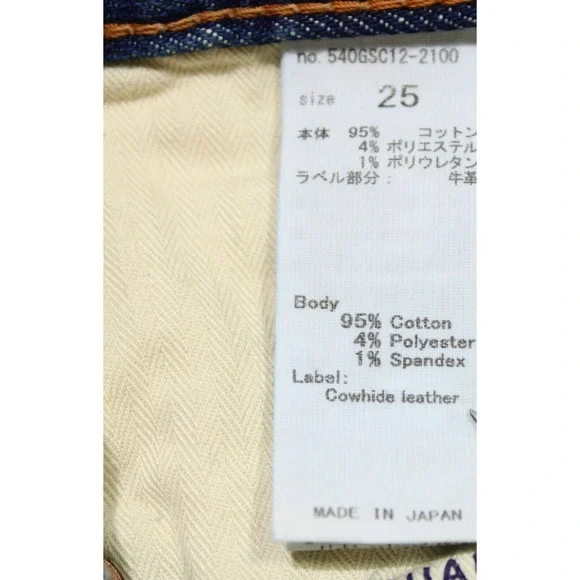 no. 540GSC12-2100
size 25
本体 95% コットン
4% ポリエステル
1% ポリウレタン
ラベル部分: 牛革
Body
95% Cotton
4% Polyester
1% Spandex
Label:
Cowhide leather
MADE IN JAPAN